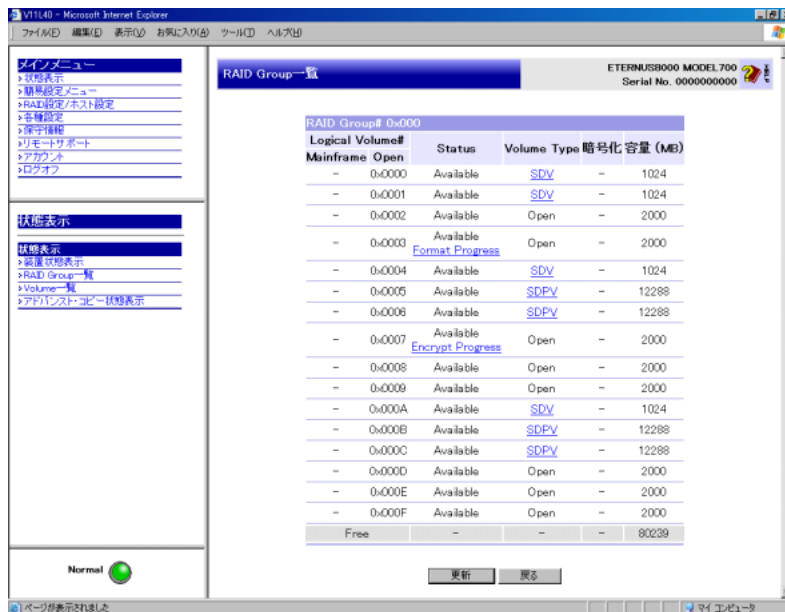 V11L40 - Microsoft Internet Explorer
ファイル(F) 編集(E) 表示(V) お気に入り(A) ツール(T) ヘルプ(H)
メインメニュー
›状態表示
›簡易設定メニュー
›RAID設定/ホスト設定
›各種設定
›保守情報
›リモートサポート
›アカウント
›ログオフ
RAID Group一覧
ETERNUS8000 MODEL700
Serial No. 0000000000
状態表示
状態表示
›装置状態表示
›RAID Group一覧
›Volume一覧
›アドバンスト・コピー状態表示
RAID Group# 0x000
Logical Volume# Status Volume Type 暗号化 容量 (MB)
Mainframe Open
− 0x0000 Available SDV − 1024
− 0x0001 Available SDV − 1024
− 0x0002 Available Open − 2000
− 0x0003 Available Format Progress Open − 2000
− 0x0004 Available SDV − 1024
− 0x0005 Available SDPV − 12288
− 0x0006 Available SDPV − 12288
− 0x0007 Available Encrypt Progress Open − 2000
− 0x0008 Available Open − 2000
− 0x0009 Available Open − 2000
− 0x000A Available SDV − 1024
− 0x000B Available SDPV − 12288
− 0x000C Available SDPV − 12288
− 0x000D Available Open − 2000
− 0x000E Available Open − 2000
− 0x000F Available Open − 2000
Free − − − 80239
Normal
更新 戻る
ページが表示されました
マイ コンピュータ